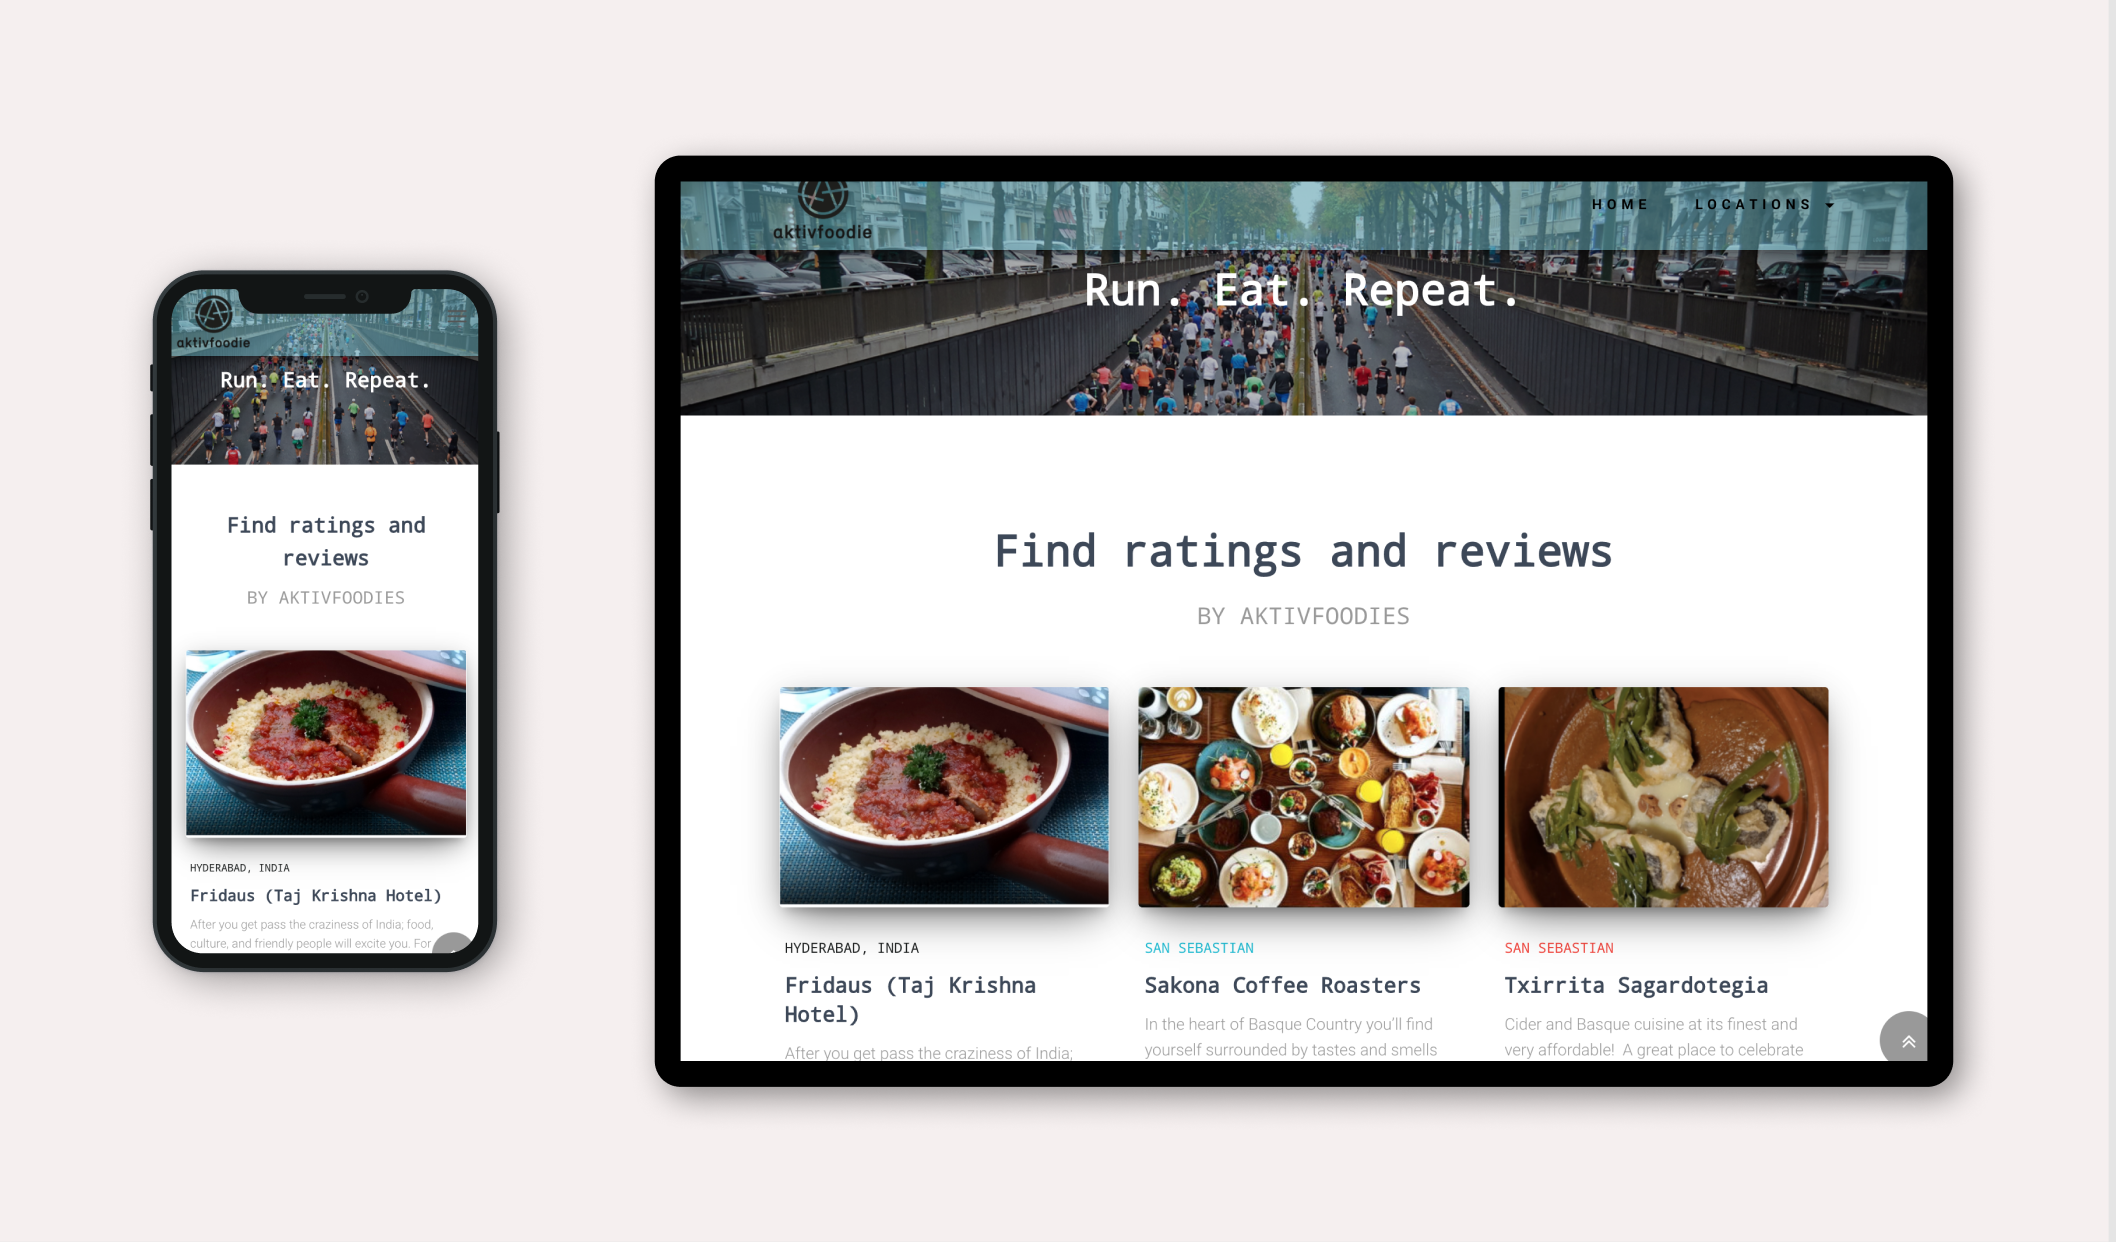 aktivfoodie
Run. Eat. Repeat.
Find ratings and
reviews
BY AKTIVFOODIES
HYDERABAD, INDIA
Fridaus (Taj Krishna Hotel)
After you get pass the craziness of India; food,
culture, and friendly people will excite you. For
aktivfoodie
HOME LOCATIONS
Run. Eat. Repeat.
Find ratings and reviews
BY AKTIVFOODIES
HYDERABAD, INDIA
Fridaus (Taj Krishna
Hotel)
After you get pass the craziness of India;
SAN SEBASTIAN
Sakona Coffee Roasters
In the heart of Basque Country you'll find
yourself surrounded by tastes and smells
SAN SEBASTIAN
Txirrita Sagardotegia
Cider and Basque cuisine at its finest and
very affordable! A great place to celebrate